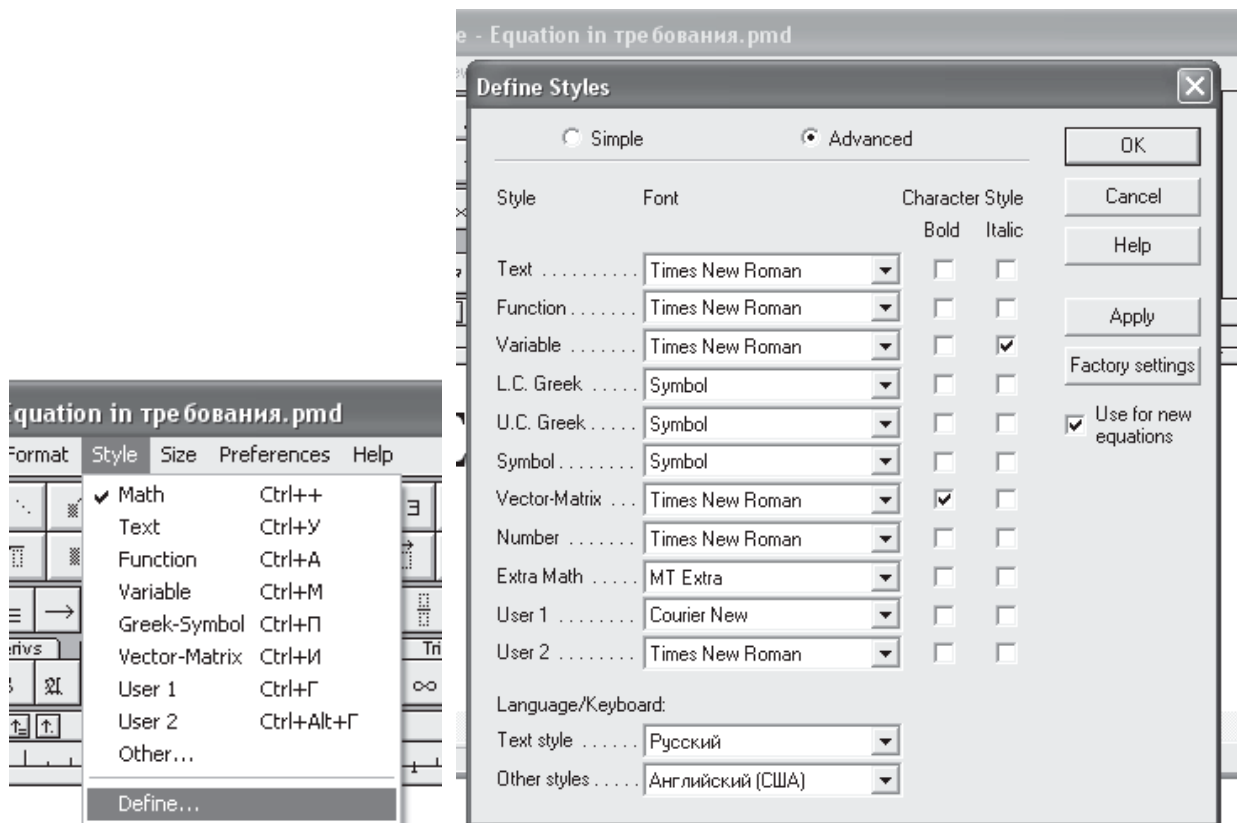 Equation in требования.pmd
Format Style Size Preferences Help
Math Ctrl++
Text Ctrl+У
Function Ctrl+А
Variable Ctrl+М
Greek-Symbol Ctrl+П
Vector-Matrix Ctrl+И
User 1 Ctrl+Г
User 2 Ctrl+Alt+Г
Other...
Define...
e - Equation in требования.pmd
Define Styles
Simple Advanced
OK
Cancel
Help
Apply
Factory settings
Use for new
equations
Style Font Character Style
Bold Italic
Text .......... Times New Roman
Function ....... Times New Roman
Variable ....... Times New Roman
L.C. Greek ..... Symbol
U.C. Greek ..... Symbol
Symbol ........ Symbol
Vector-Matrix ... Times New Roman
Number ....... Times New Roman
Extra Math ..... MT Extra
User 1 ........ Courier New
User 2 ........ Times New Roman
Language/Keyboard:
Text style ...... Русский
Other styles ..... Английский (США)